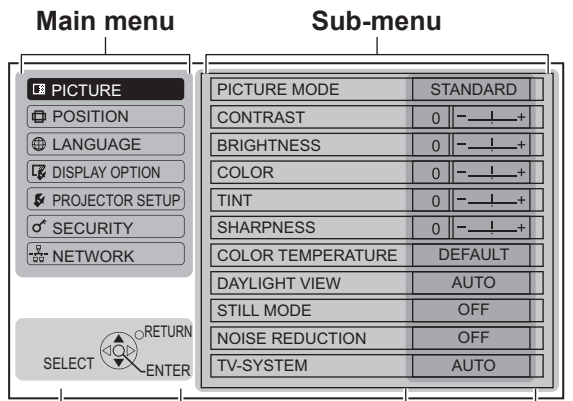 Main menu
Sub-menu
PICTURE
POSITION
LANGUAGE
DISPLAY OPTION
PROJECTOR SETUP
SECURITY
NETWORK
PICTURE MODE STANDARD
CONTRAST 0 - +
BRIGHTNESS 0 - +
COLOR 0 - +
TINT 0 - +
SHARPNESS 0 - +
COLOR TEMPERATURE DEFAULT
DAYLIGHT VIEW AUTO
STILL MODE OFF
NOISE REDUCTION OFF
TV-SYSTEM AUTO
RETURN
SELECT
ENTER